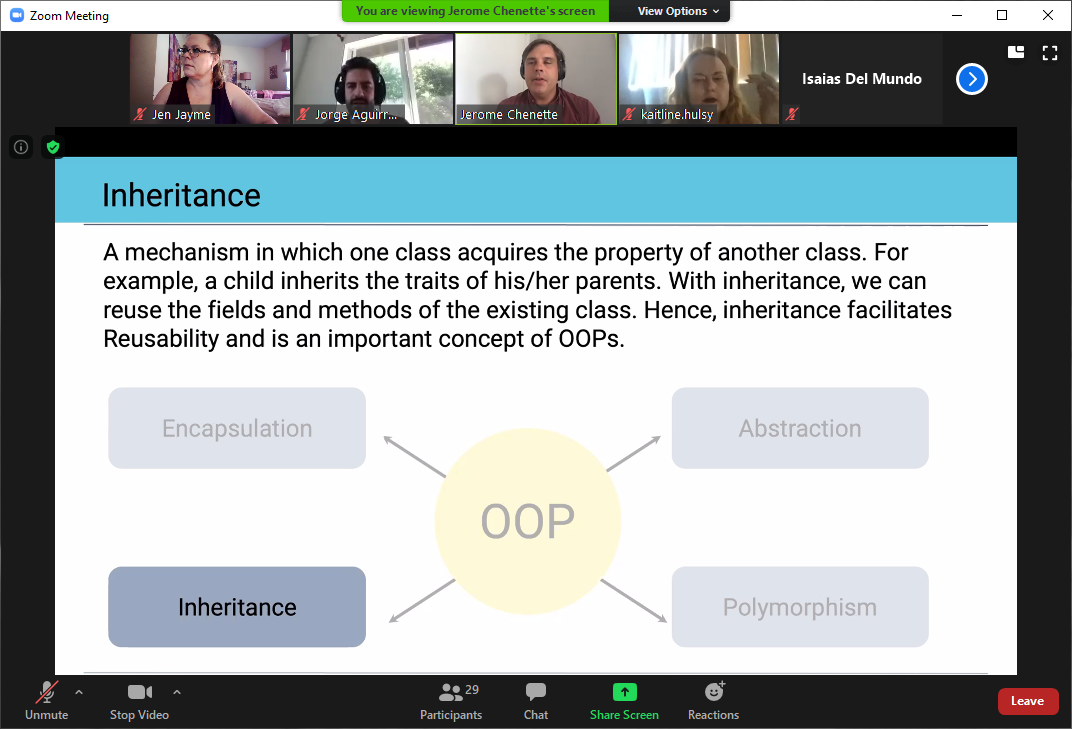 Zoom Meeting
You are viewing Jerome Chenette's screen
View Options
Jen Jayme
Jorge Aguirr...
Jerome Chenette
kaitline.hulsy
Isaias Del Mundo
Inheritance
A mechanism in which one class acquires the property of another class. For
example, a child inherits the traits of his/her parents. With inheritance, we can
reuse the fields and methods of the existing class. Hence, inheritance facilitates
Reusability and is an important concept of OOPs.
Encapsulation
Abstraction
OOP
Inheritance
Polymorphism
Unmute
Stop Video
29
Participants
Chat
Share Screen
Reactions
Leave